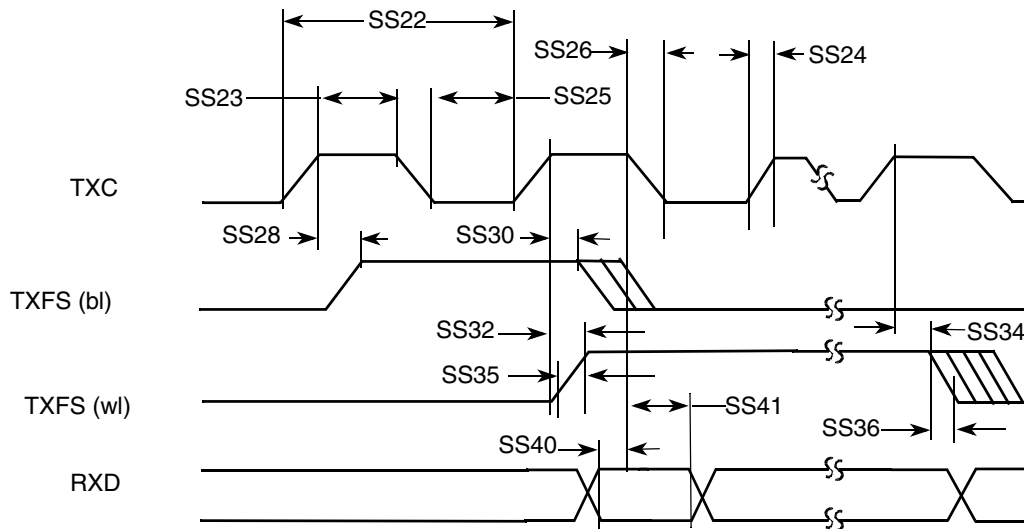 SS22
SS26
SS24
SS23
SS25
TXC
SS28
SS30
TXFS (bl)
SS32
SS34
SS35
TXFS (wl)
SS41
SS36
SS40
RXD